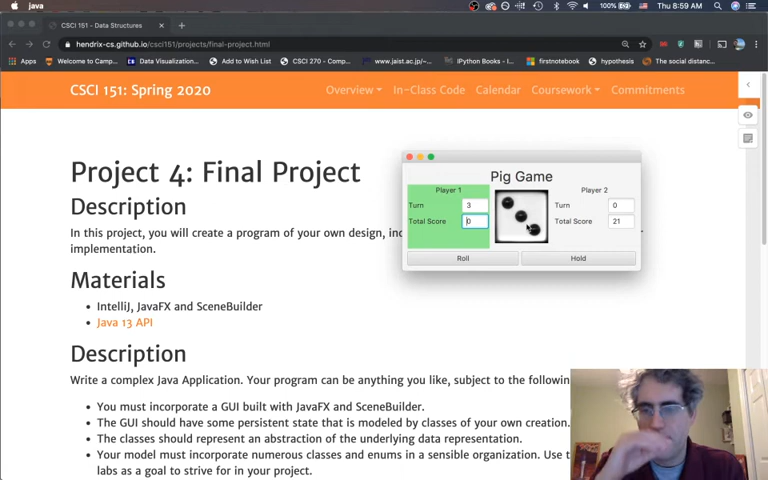 java
100%
Thu 8:59 AM
CSCI 151 - Data Structures
hendrix-cs.github.io/csci151/projects/final-project.html
Apps
Welcome to Camp...
Data Visualization...
Add to Wish List
CSCI 270 - Comp...
www.jaist.ac.jp/~...
IPython Books - I...
firstnotebook
hypothesis
The social distanc...
CSCI 151: Spring 2020
Overview
In-Class Code
Calendar
Coursework
Commitments
Project 4: Final Project
Description
In this project, you will create a program of your own design, inc
implementation.
Materials
IntelliJ, JavaFX and SceneBuilder
Java 13 API
Description
Write a complex Java Application. Your program can be anything you like, subject to the following
You must incorporate a GUI built with JavaFX and SceneBuilder.
The GUI should have some persistent state that is modeled by classes of your own creation.
The classes should represent an abstraction of the underlying data representation.
Your model must incorporate numerous classes and enums in a sensible organization. Use t
labs as a goal to strive for in your project.
Pig Game
Player 1
Turn 3
Total Score 0
Player 2
Turn 0
Total Score 21
Roll
Hold